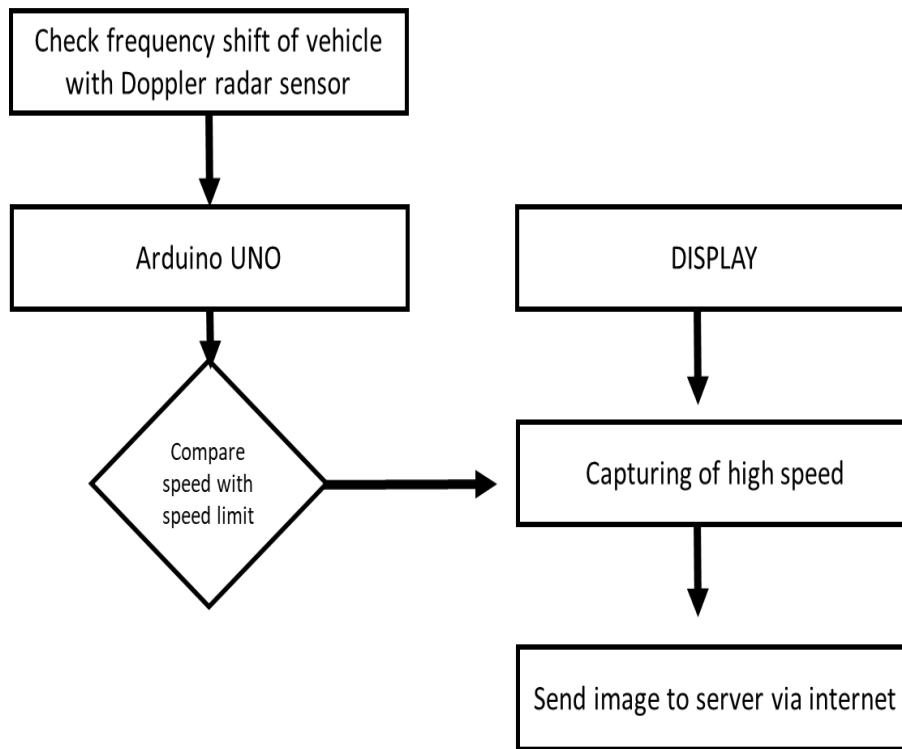 Check frequency shift of vehicle
with Doppler radar sensor
Arduino UNO
Compare
speed with
speed limit
DISPLAY
Capturing of high speed
Send image to server via internet